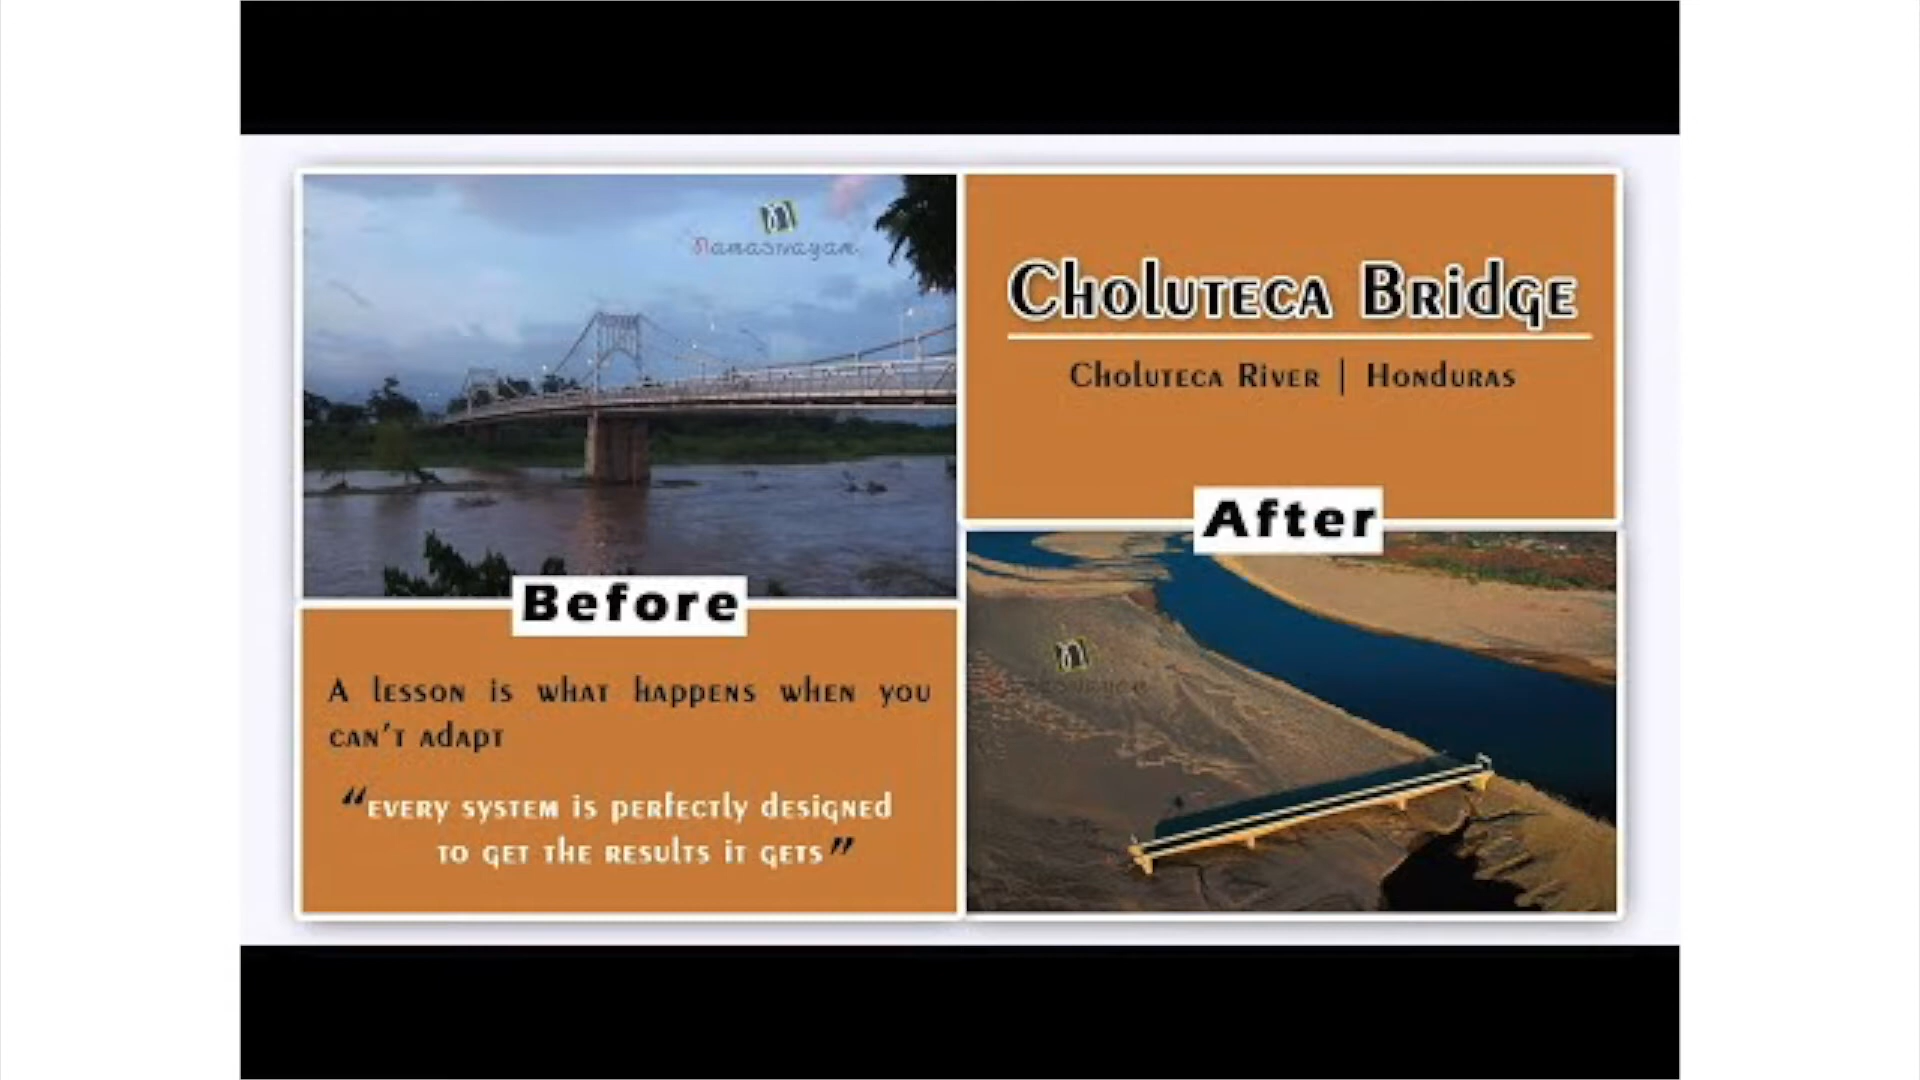 Namasvayam
Choluteca Bridge
Choluteca River | Honduras
After
Before
A lesson is what happens when you
can't adapt
“every system is perfectly designed
to get the results it gets”